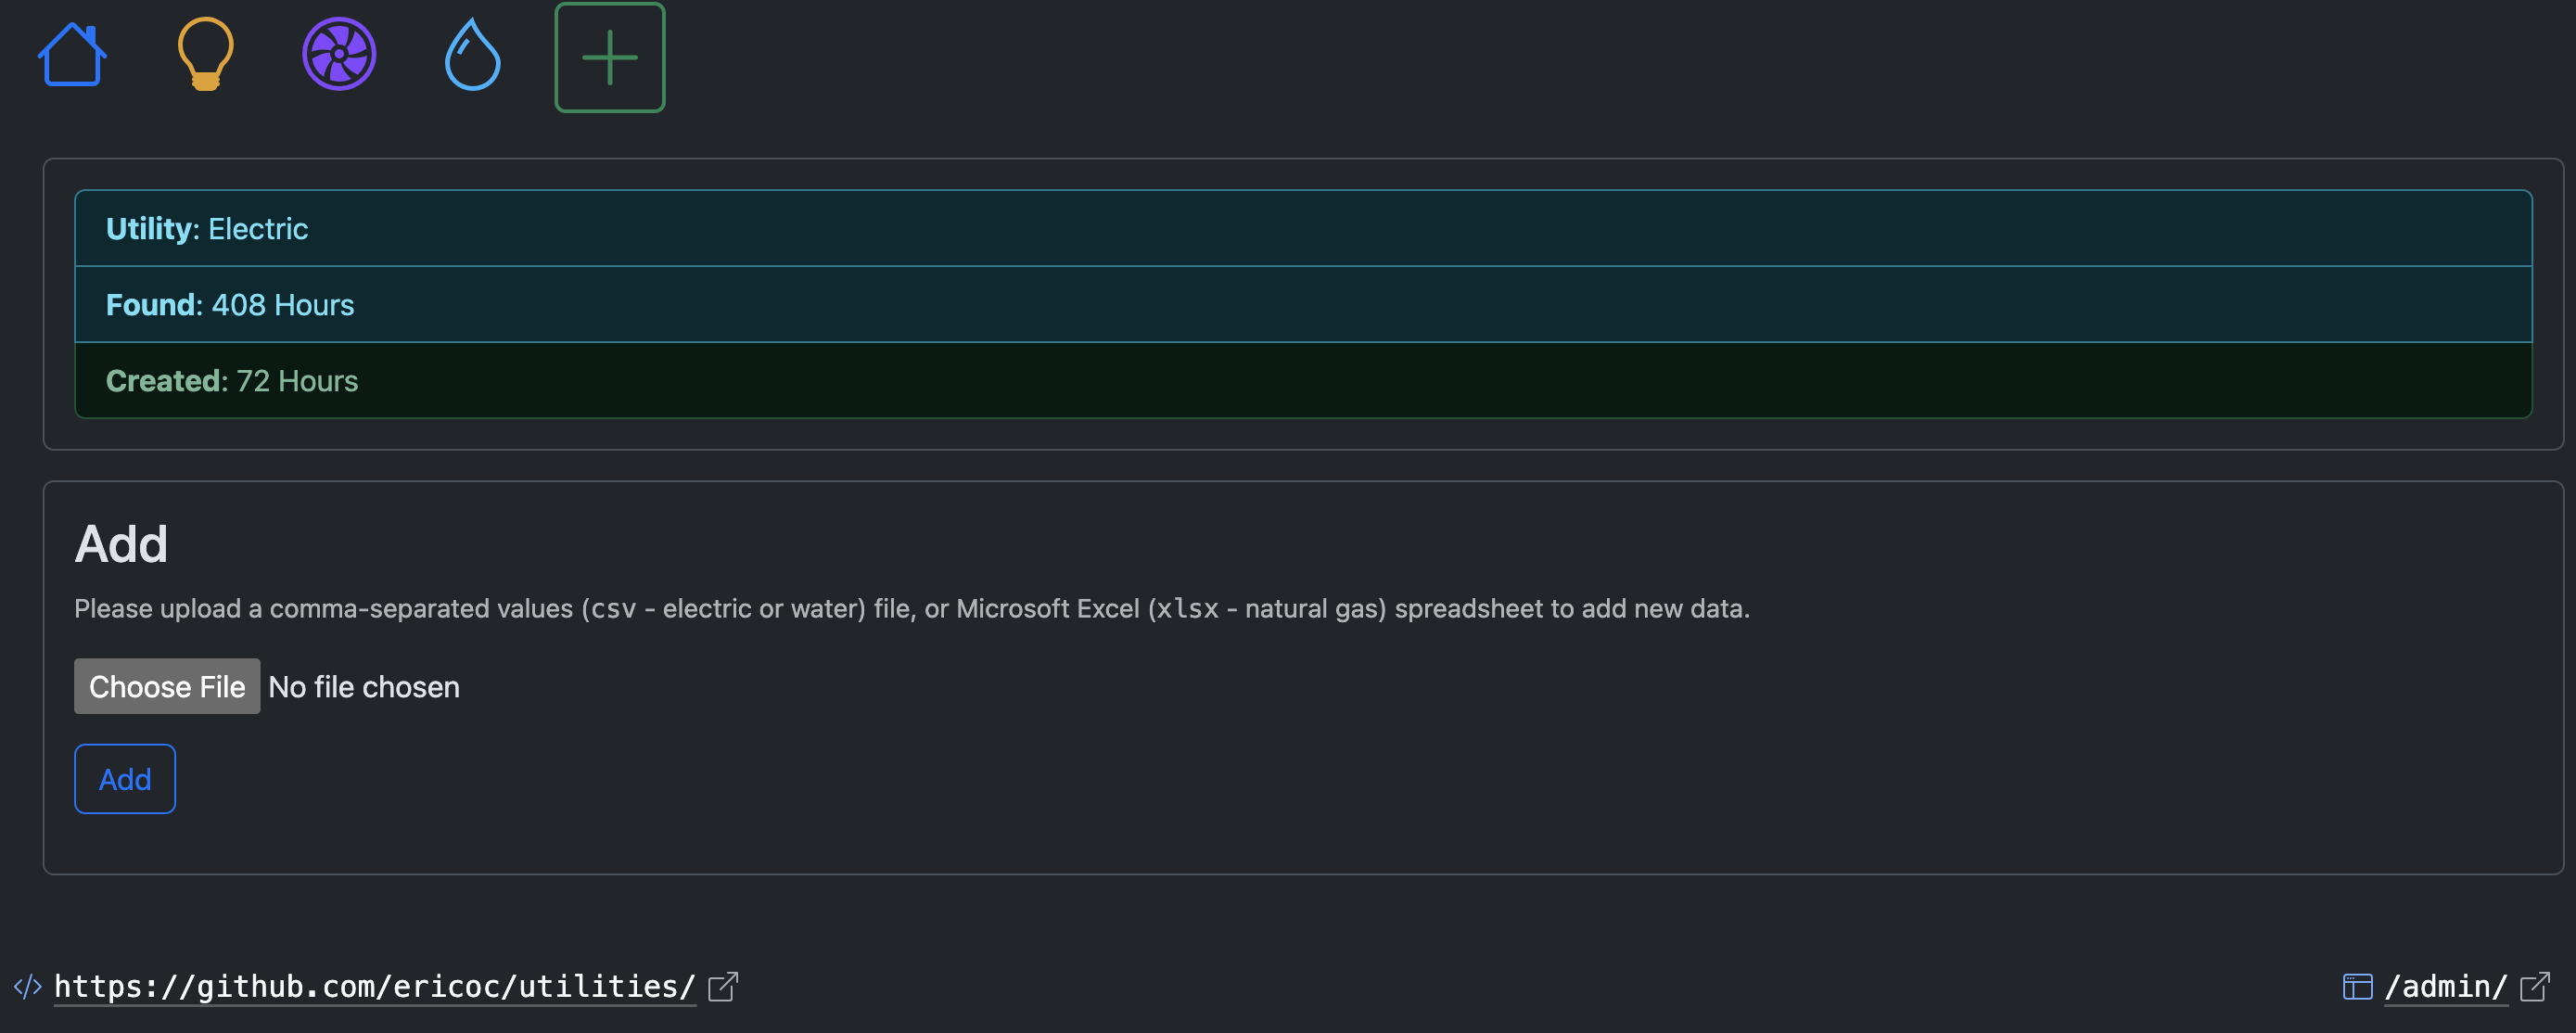 Utility: Electric
Found: 408 Hours
Created: 72 Hours
Add
Please upload a comma-separated values (csv - electric or water) file, or Microsoft Excel (xlsx - natural gas) spreadsheet to add new data.
Choose File No file chosen
Add
</> https://github.com/ericoc/utilities/
/admin/